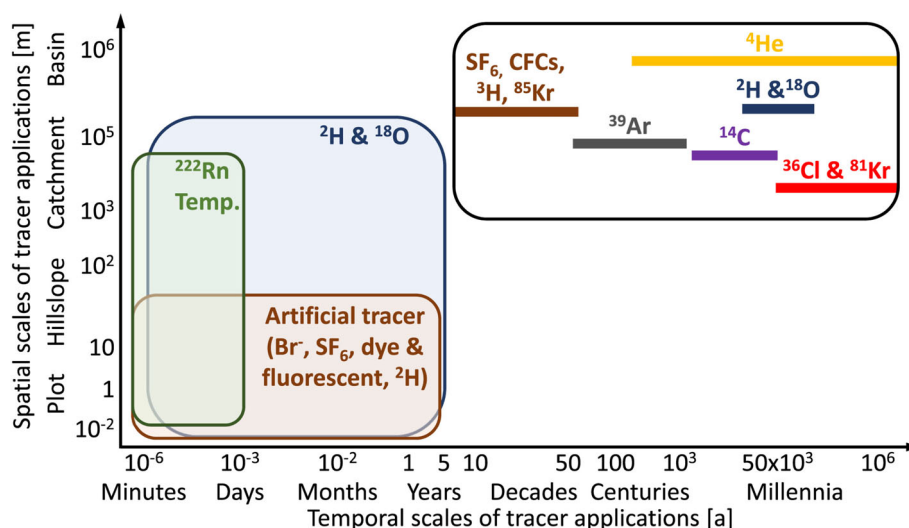 Spatial scales of tracer applications [m]
Basin
Catchment
Hillslope
Plot
10⁶
10⁵
10³
10²
10
1
10⁻²
⁴He
SF₆, CFCs,
³H, ⁸⁵Kr
²H & ¹⁸O
³⁹Ar
¹⁴C
³⁶Cl & ⁸¹Kr
²H & ¹⁸O
²²²Rn
Temp.
Artificial tracer
(Br⁻, SF₆, dye &
fluorescent, ²H)
10⁻⁶ 10⁻³ 10⁻² 1 5 10 50 100 10³ 50x10³ 10⁶
Minutes Days Months Years Decades Centuries Millennia
Temporal scales of tracer applications [a]